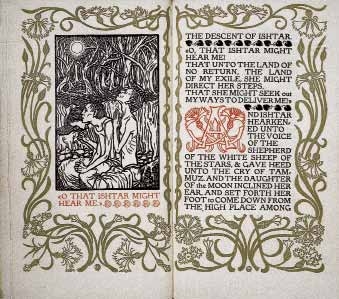 «O, THAT ISHTAR MIGHT
HEAR ME»
THE DESCENT OF ISHTAR.
«O, THAT ISHTAR MIGHT
HEAR ME!
THAT UNTO THE LAND OF
NO RETURN, THE LAND
OF MY EXILE, SHE MIGHT
DIRECT HER STEPS.
THAT SHE MIGHT SEEK OUT
MY WAYS TO DELIVER ME!»
AND ISHTAR
HEARKEN-
ED UNTO
THE VOICE
OF THE
SHEPHERD
OF THE WHITE SHEEP OF
THE STARS, & GAVE HEED
UNTO THE CRY OF TAM-
MUZ. AND THE DAUGHTER
OF THE MOON INCLINED HER
EAR, AND SET FORTH HER
FOOT TO COME DOWN FROM
THE HIGH PLACE AMONG